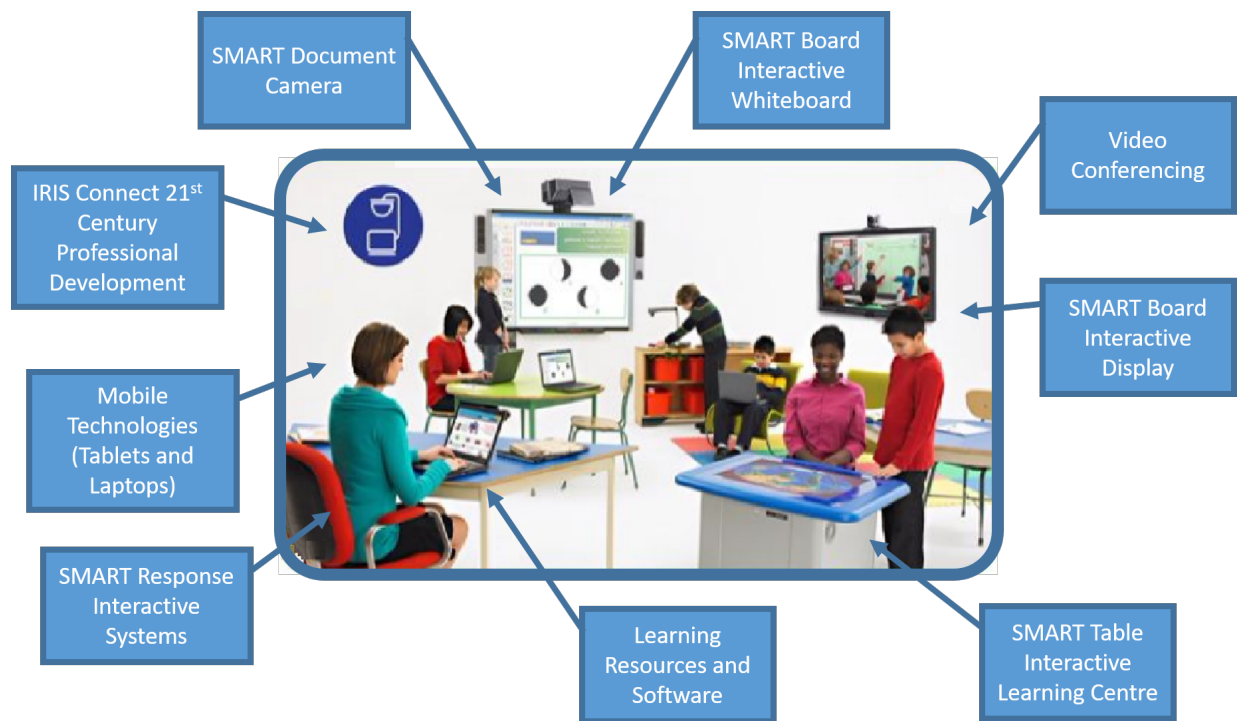 SMART Document
Camera
SMART Board
Interactive
Whiteboard
Video
Conferencing
IRIS Connect 21st
Century
Professional
Development
SMART Board
Interactive
Display
Mobile
Technologies
(Tablets and
Laptops)
SMART Response
Interactive
Systems
Learning
Resources and
Software
SMART Table
Interactive
Learning Centre